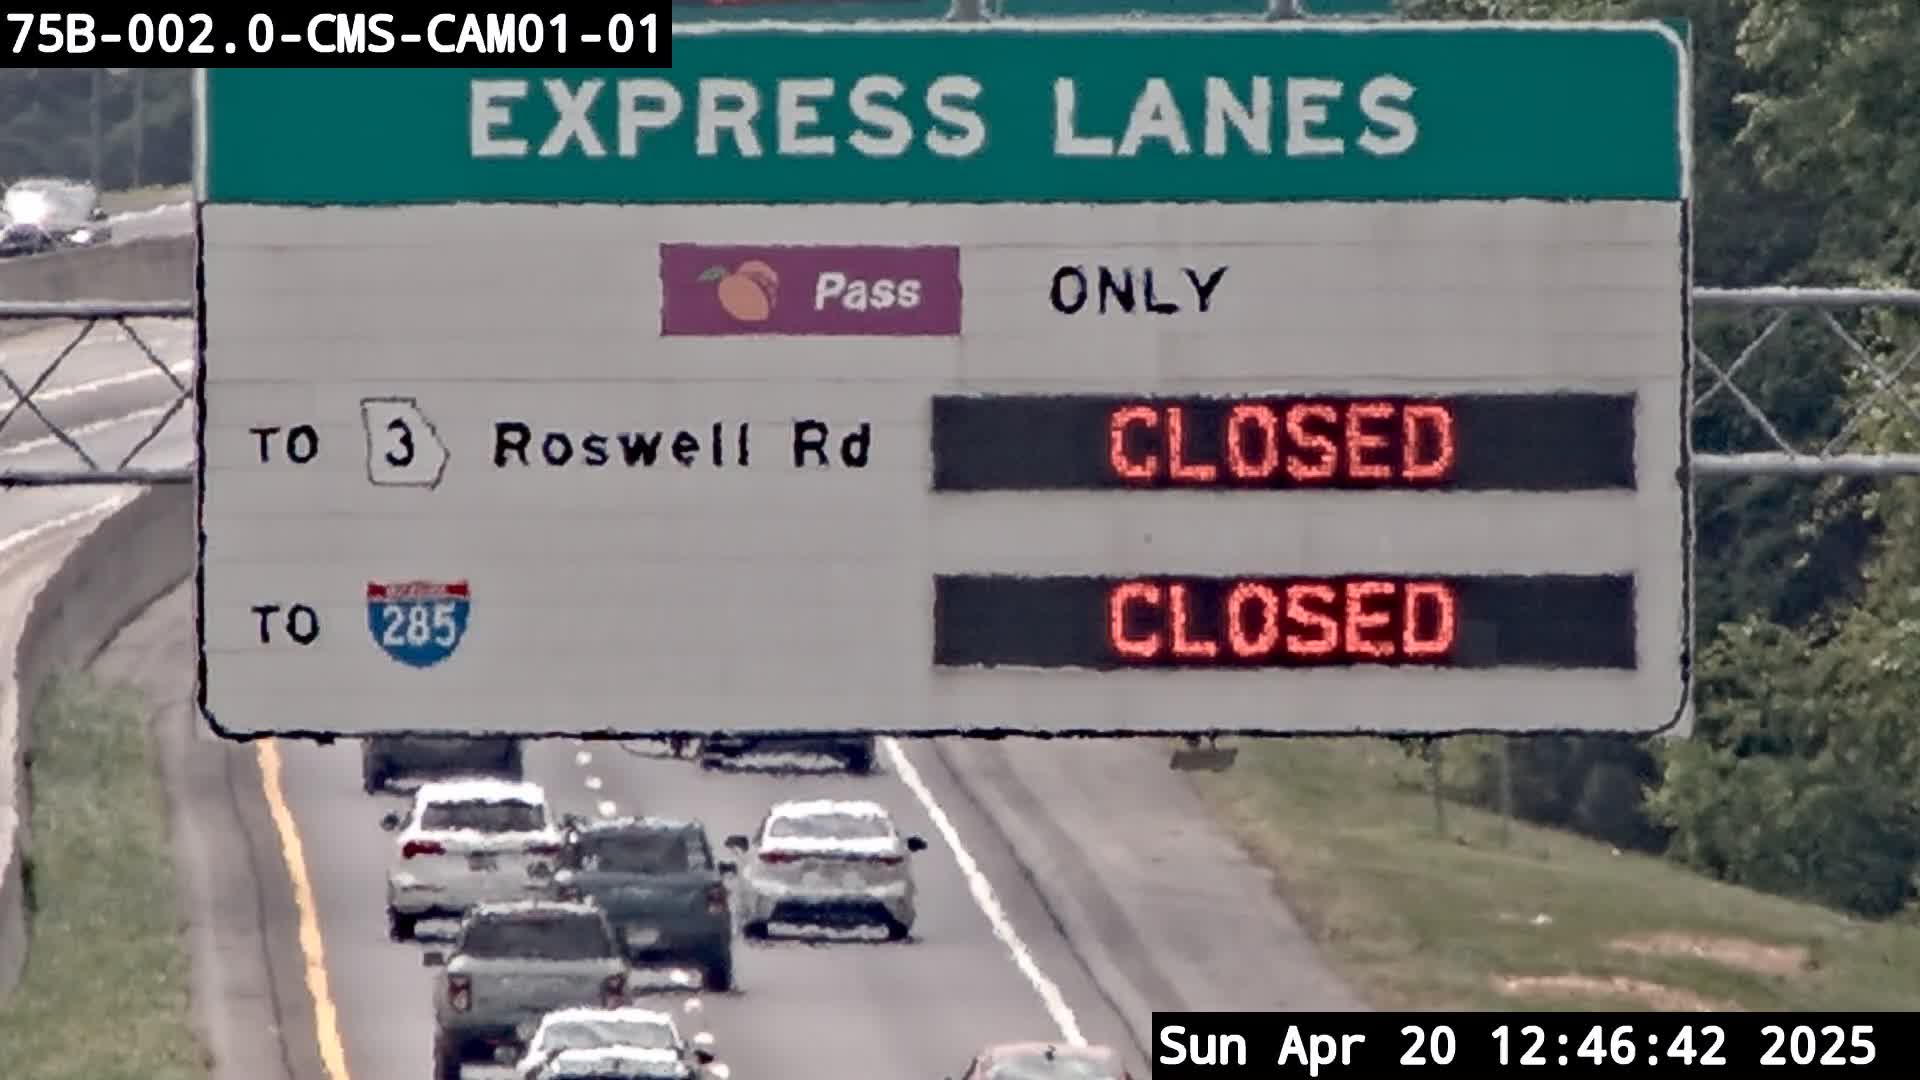 75B-002.0-CMS-CAM01-01
EXPRESS LANES
Pass ONLY
TO 3 Roswell Rd CLOSED
TO 285 CLOSED
Sun Apr 20 12:46:42 2025